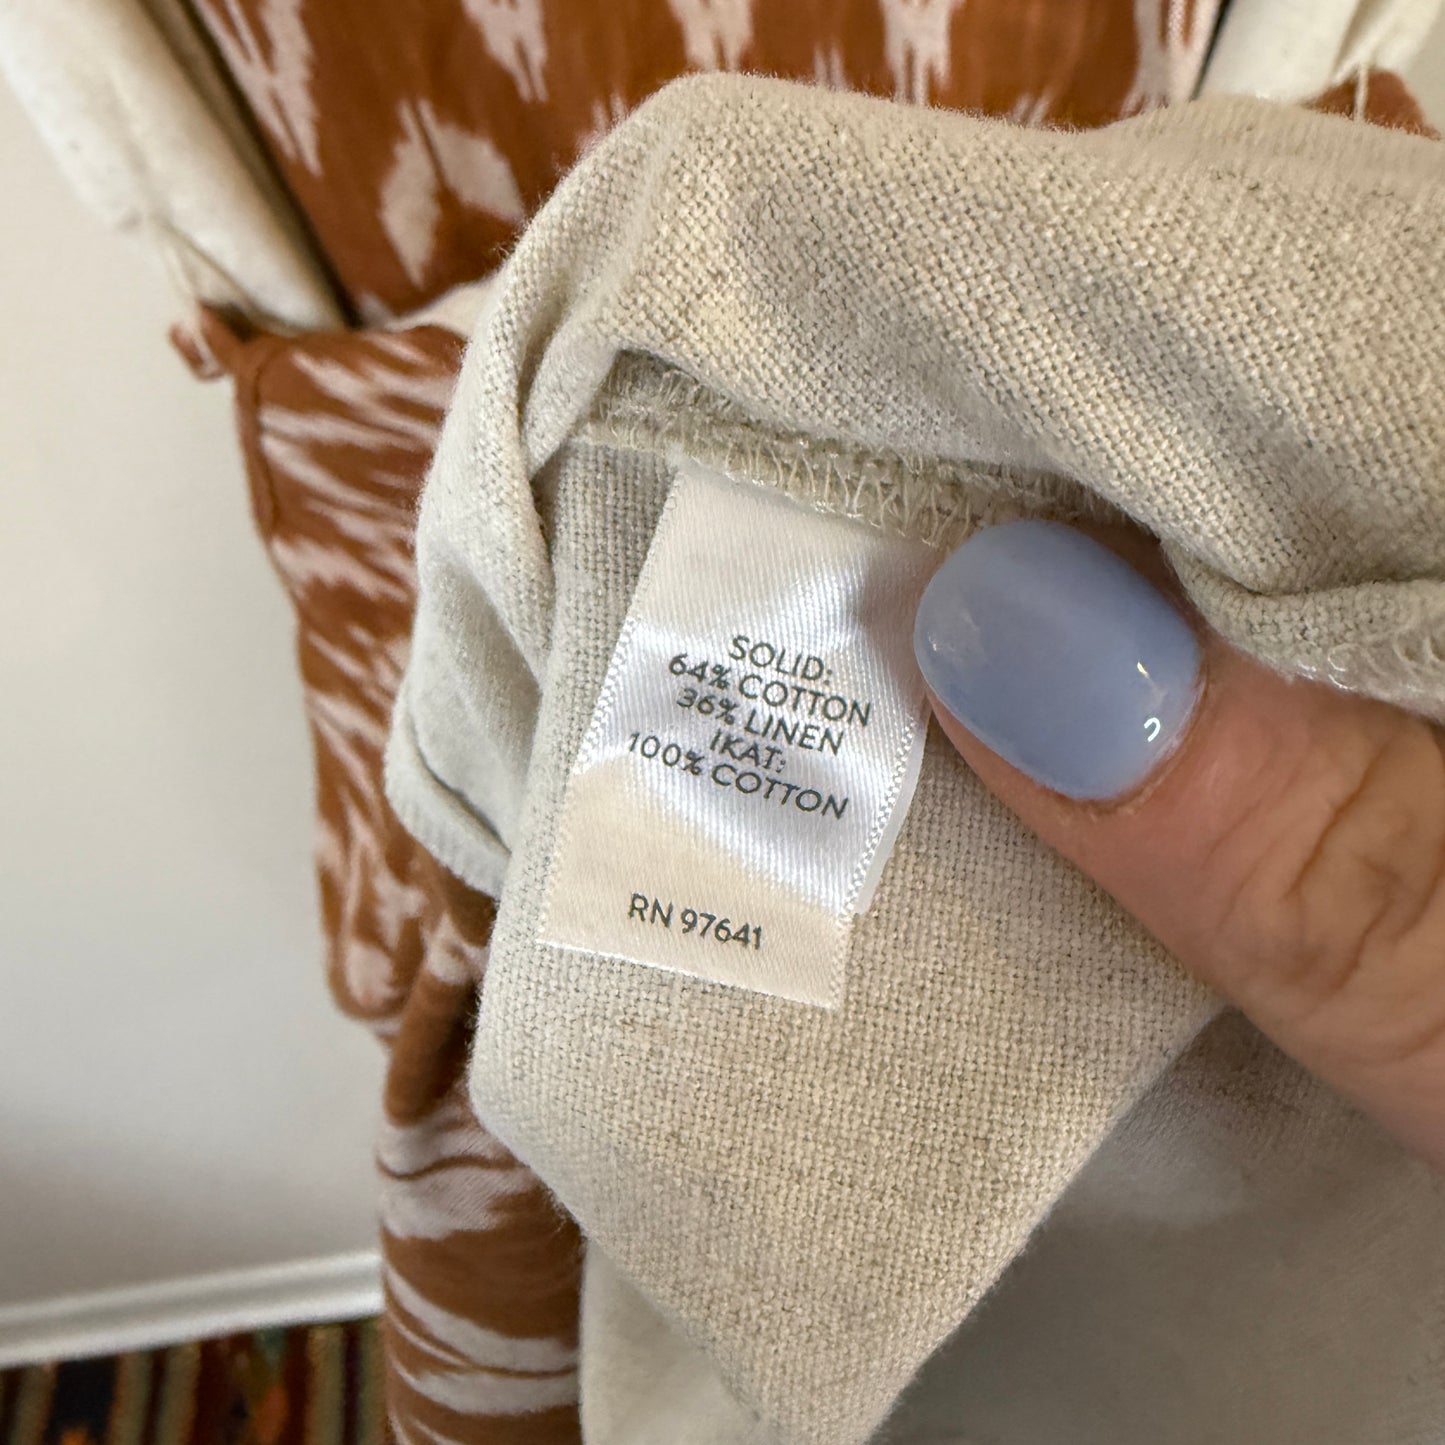 SOLID:
64% COTTON
36% LINEN
IKAT:
100% COTTON
RN 97641